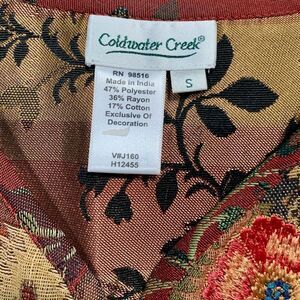 Coldwater Creek®
S
RN 98516
Made in India
47% Polyester
36% Rayon
17% Cotton
Exclusive Of
Decoration
V#J160
H12455